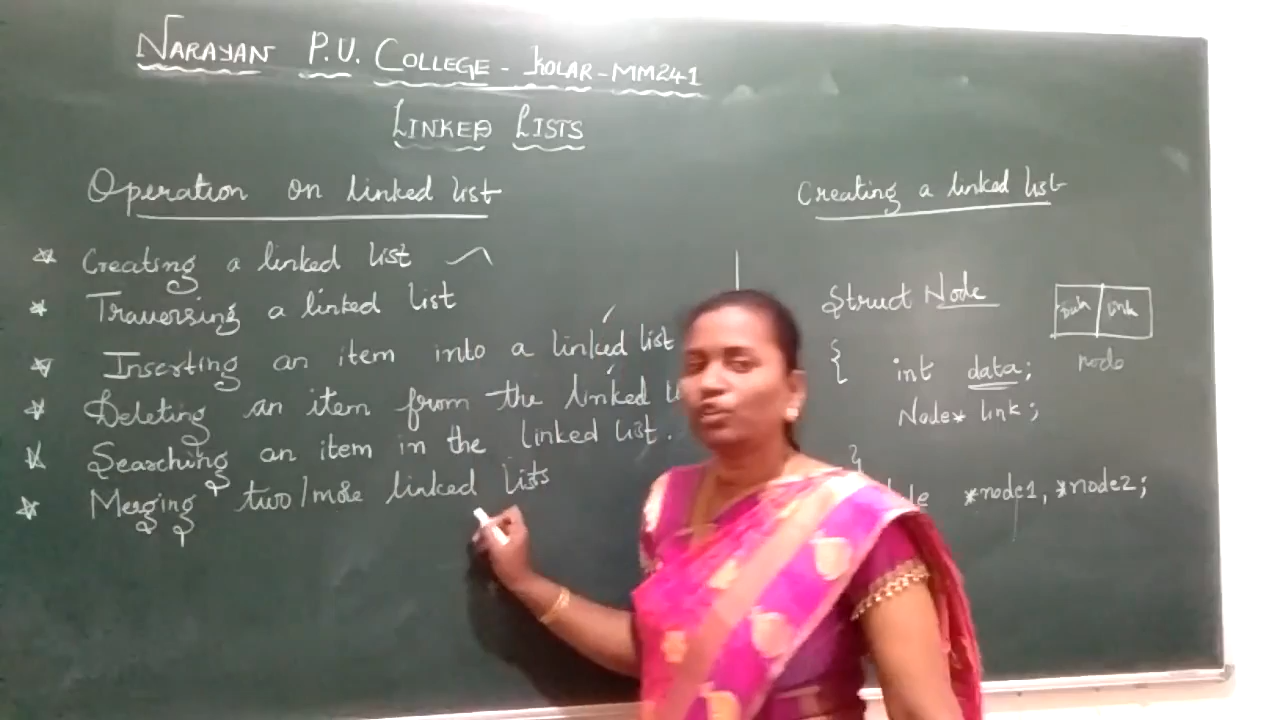 NARAYAN P.U. COLLEGE - KOLAR - MM241
LINKED LISTS
Operation on linked list
* Creating a linked list
* Traversing a linked list
* Inserting an item into a linked list
* Deleting an item from the linked
* Searching an item in the linked list.
* Merging two/more linked lists
Creating a linked list
Struct Node
{ int data;
Node* link;
}
*node1, *node2;
Data link
node